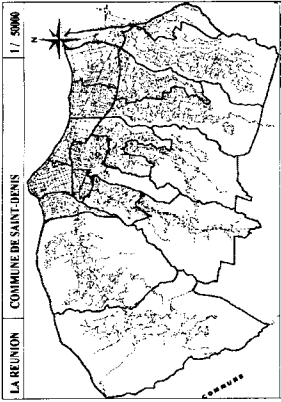 LA REUNION
COMMUNE DE SAINT-DENIS
1/ 50000
N
COMMUNE